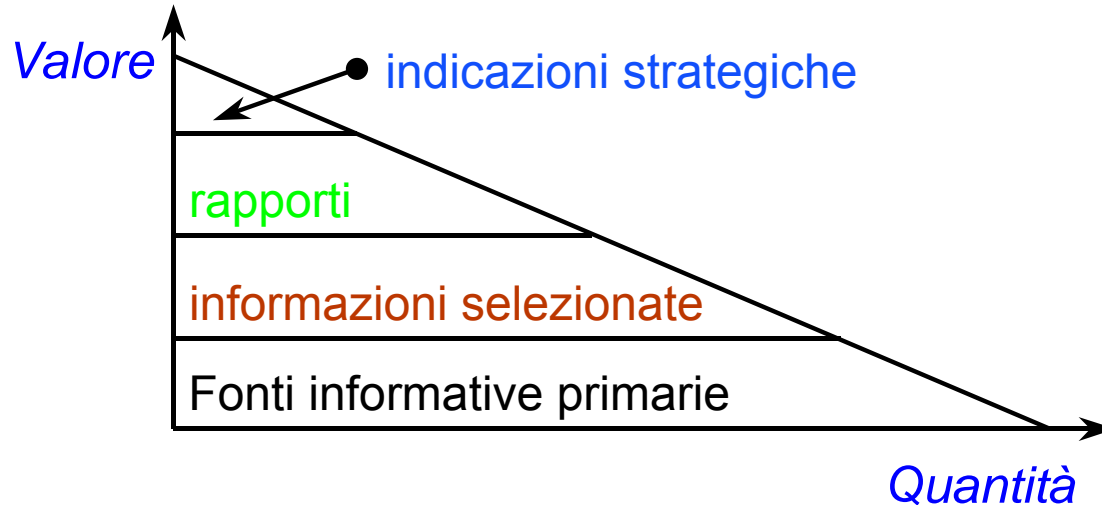 Valore
indicazioni strategiche
rapporti
informazioni selezionate
Fonti informative primarie
Quantità